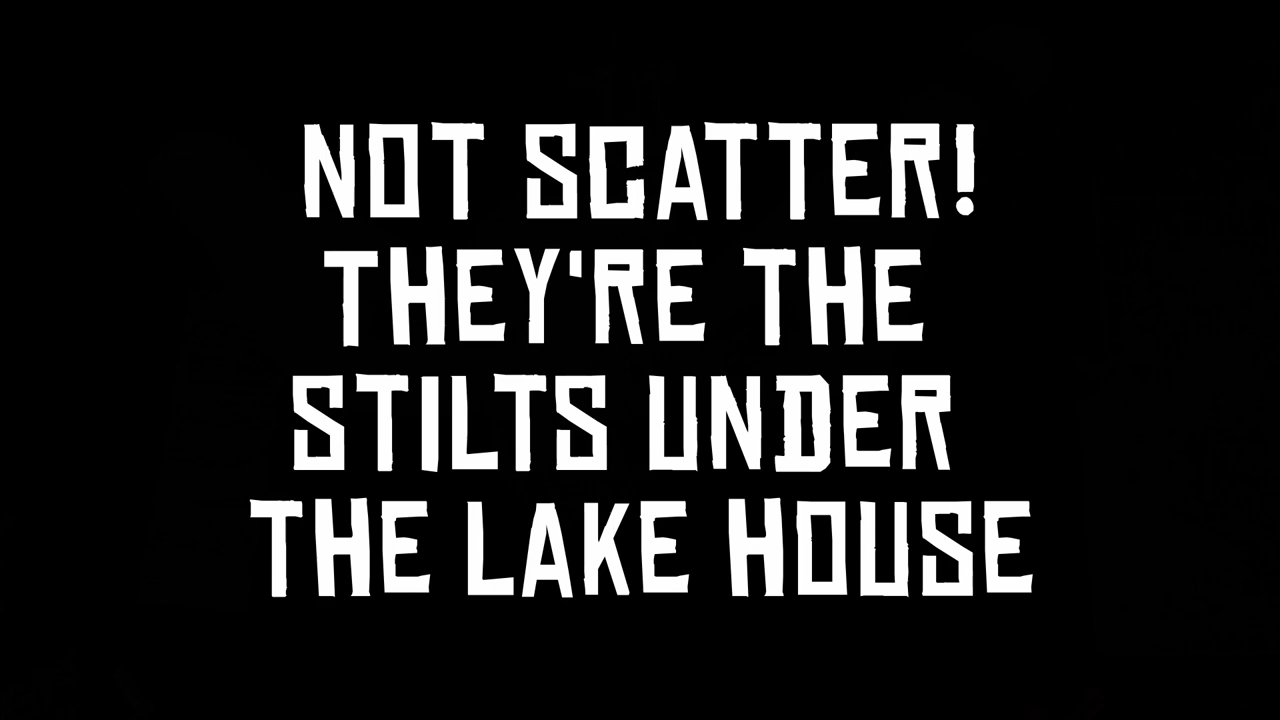 NOT SCATTER!
THEY'RE THE
STILTS UNDER
THE LAKE HOUSE